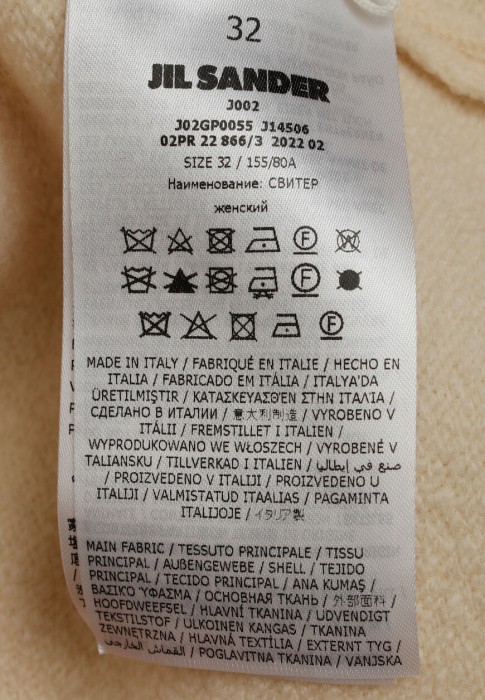 32
JIL SANDER
J002
J02GP0055 J14506
02PR 22 866/3 2022 02
SIZE 32 / 155/80A
Наименование: СВИТЕР
женский
F
W
F
F
MADE IN ITALY / FABRIQUÉ EN ITALIE / HECHO EN
ITALIA / FABRICADO EM ITÁLIA / ITALYA'DA
ÜRETILMIŞTIR / ΚΑΤΑΣΚΕΥΑΣΘΕΝ ΣΤΗΝ ΙΤΑΛΙΑ /
СДЕЛАНО В ИТАЛИИ / 意大利制造 / VYROBENO V
ITÁLII / FREMSTILLET I ITALIEN /
WYPRODUKOWANO WE WŁOSZECH / VYROBENÉ V
TALIANSKU / TILLVERKAD I ITALIEN / صنع في إيطاليا
/ PROIZVEDENO V ITALIJI / PROIZVEDENO U
ITALIJI / VALMISTATUD ITAALIAS / PAGAMINTA
ITALIJOJE / イタリア製
MAIN FABRIC / TESSUTO PRINCIPALE / TISSU
PRINCIPAL / AUßENGEWEBE / SHELL / TEJIDO
PRINCIPAL / TECIDO PRINCIPAL / ANA KUMAŞ /
ΒΑΣΙΚΟ ΥΦΑΣΜΑ / ОСНОВНАЯ ТКАНЬ / 外部面料 /
HOOFDWEEFSEL / HLAVNÍ TKANINA / UDVENDIGT
TEKSTILSTOF / ULKOINEN KANGAS / TKANINA
ZEWNĘTRZNA / HLAVNÁ TEXTÍLIA / EXTERNT TYG /
القماش الخارجي / POGLAVITNA TKANINA / VANJSKA